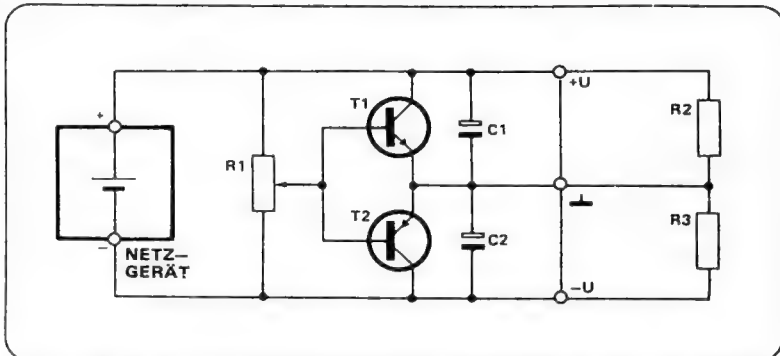 +U
T1
R2
+
C1
R1
T2
C2
R3
–
NETZ–
GERÄT
–U